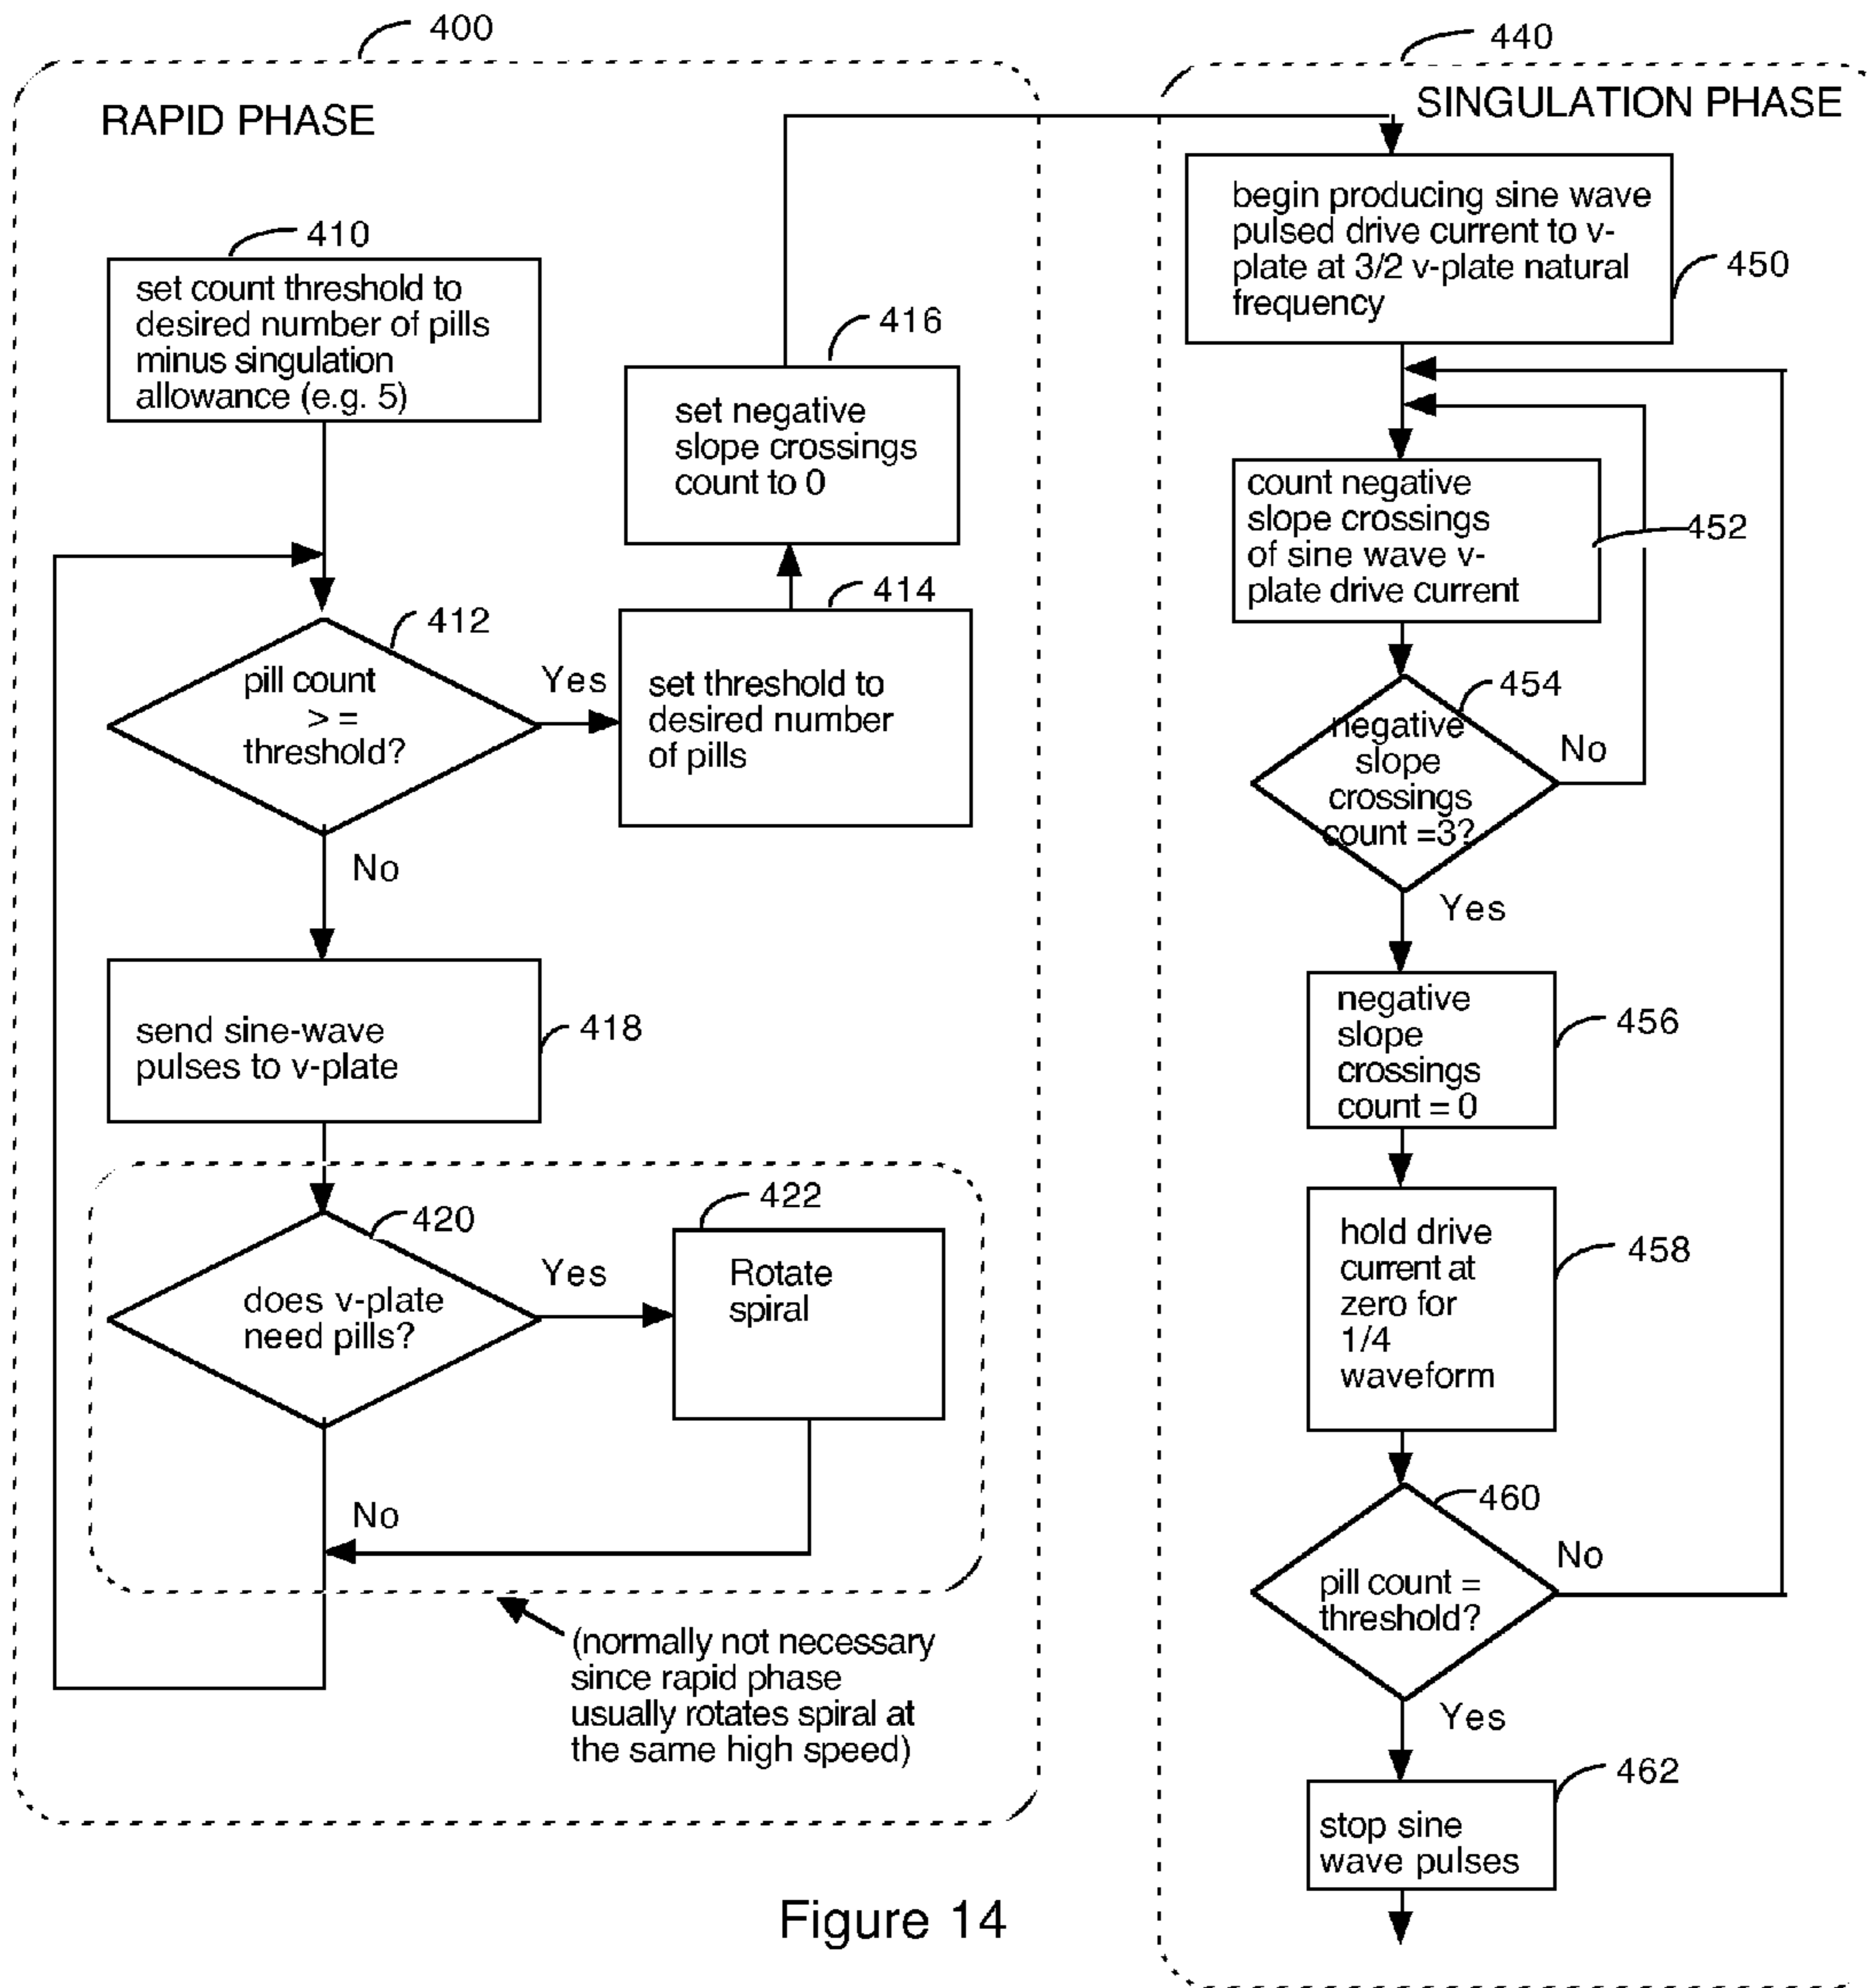 400
RAPID PHASE
410
set count threshold to
desired number of pills
minus singulation
allowance (e.g. 5)
412
pill count
> =
threshold?
Yes
No
414
set threshold to
desired number
of pills
416
set negative
slope crossings
count to 0
418
send sine-wave
pulses to v-plate
420
does v-plate
need pills?
Yes
No
422
Rotate
spiral
(normally not necessary
since rapid phase
usually rotates spiral at
the same high speed)
440
SINGULATION PHASE
450
begin producing sine wave
pulsed drive current to v-
plate at 3/2 v-plate natural
frequency
452
count negative
slope crossings
of sine wave v-
plate drive current
454
negative
slope
crossings
count =3?
No
Yes
456
negative
slope
crossings
count = 0
458
hold drive
current at
zero for
1/4
waveform
460
pill count =
threshold?
No
Yes
462
stop sine
wave pulses
Figure 14